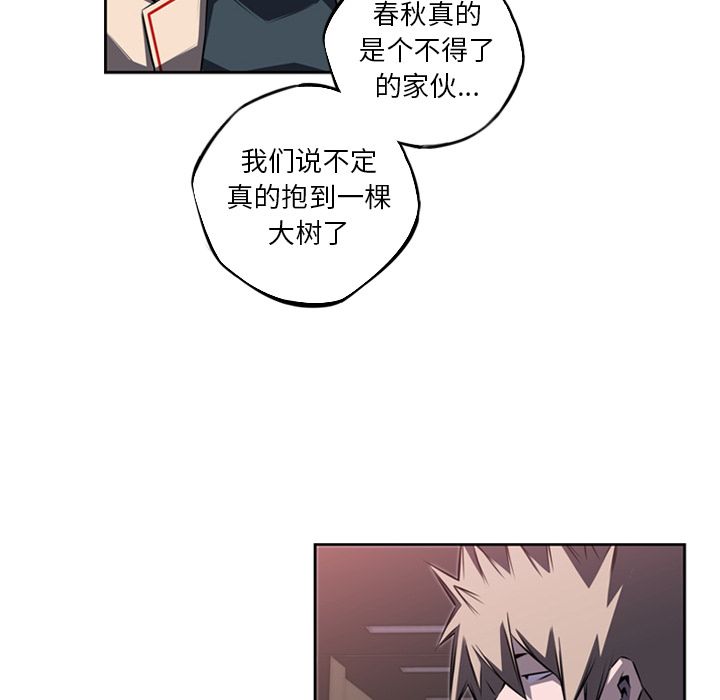 春秋真的
是个不得了
的家伙...
我们说不定
真的抱到一棵
大树了